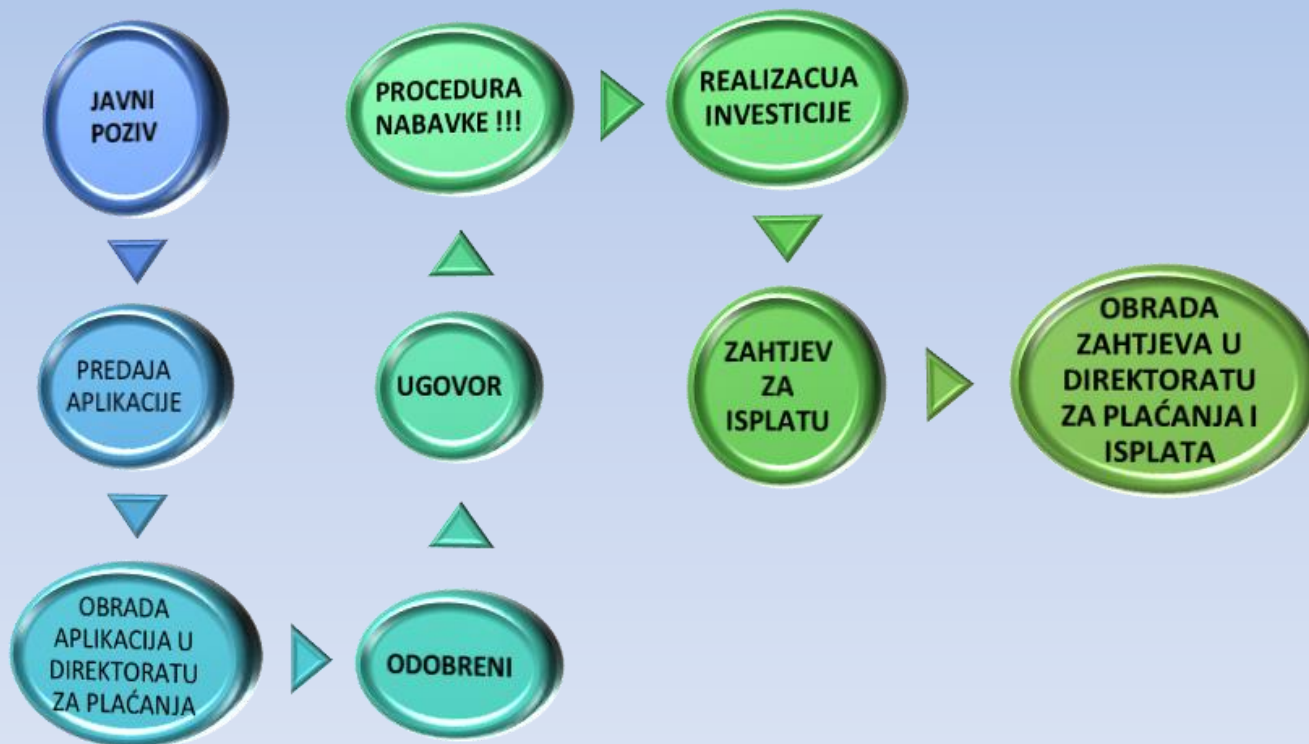 JAVNI
POZIV
PREDAJA
APLIKACIJE
OBRADA
APLIKACIJA U
DIREKTORATU
ZA PLAĆANJA
ODOBRENI
UGOVOR
PROCEDURA
NABAVKE !!!
REALIZACUA
INVESTICIJE
ZAHTJEV
ZA
ISPLATU
OBRADA
ZAHTJEVA U
DIREKTORATU
ZA PLAĆANJA I
ISPLATA